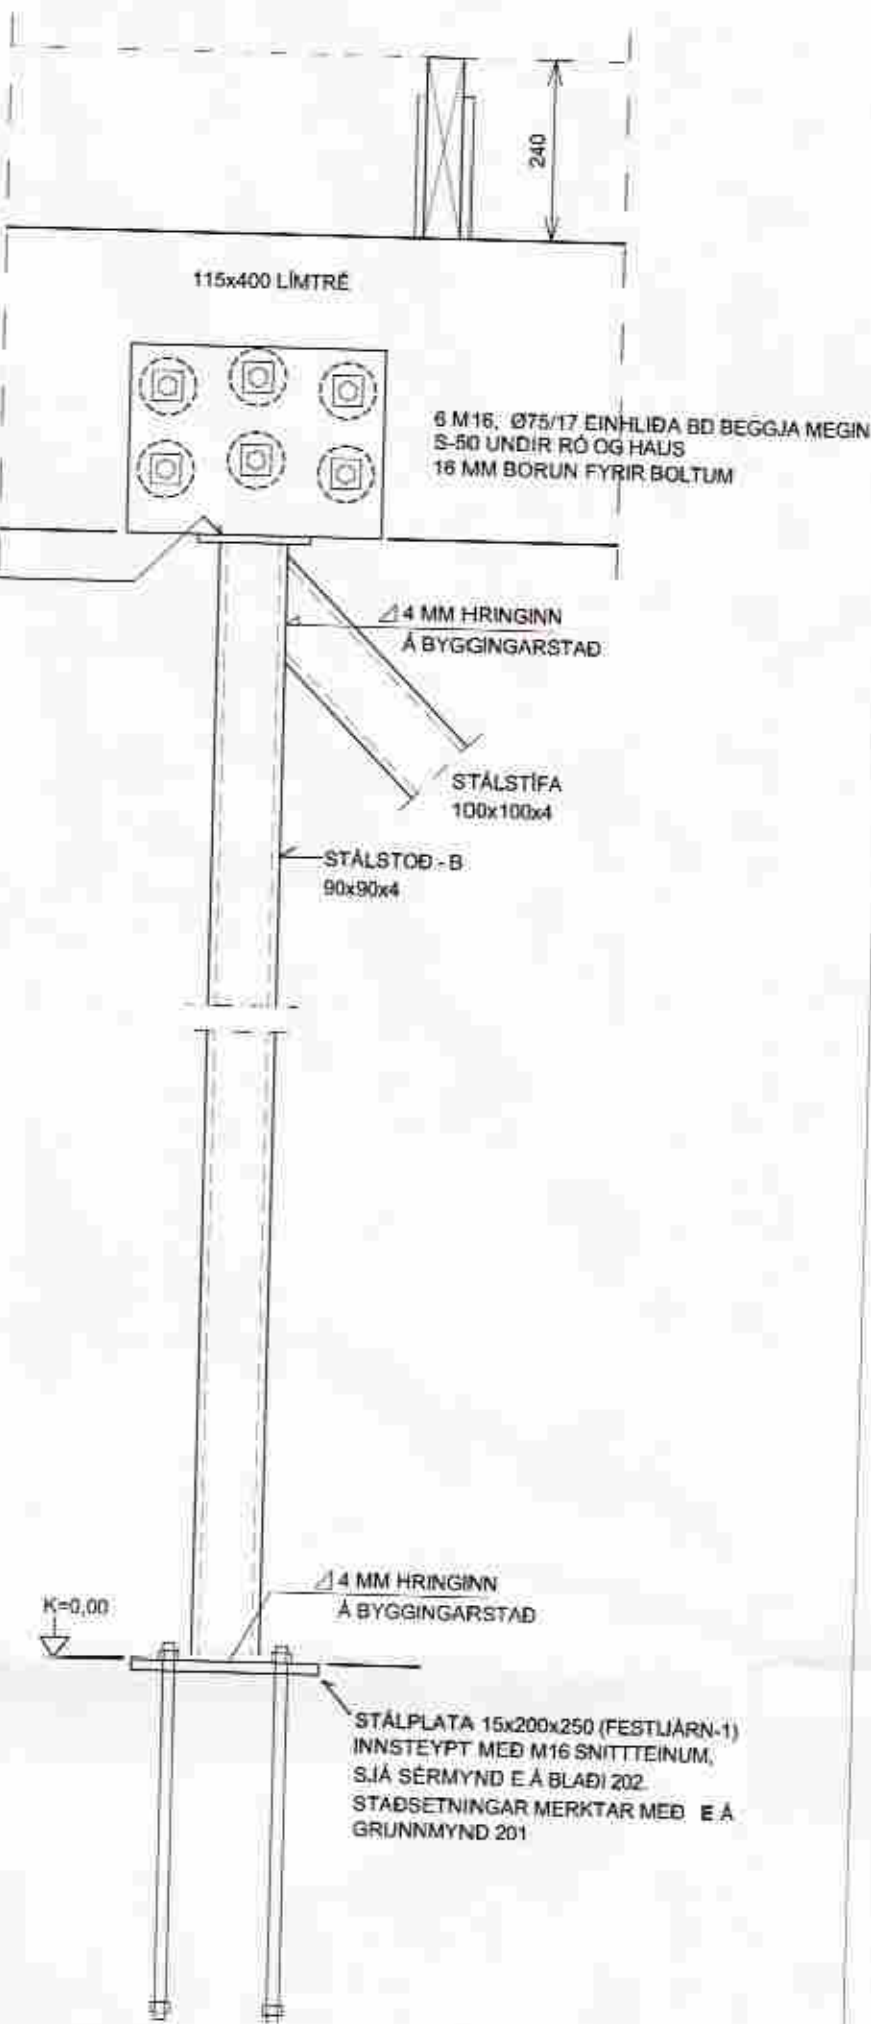 240
115x400 LÍMTRÉ
6 M16, Ø75/17 EINHLIÐA BD BEGGJA MEGIN
S-50 UNDIR RÓ OG HAUS
16 MM BORUN FYRIR BOLTUM
4 MM HRINGINN
Á BYGGINGARSTAÐ
STÁLSTÍFA
100x100x4
STÁLSTOÐ - B
90x90x4
4 MM HRINGINN
Á BYGGINGARSTAÐ
K=0,00
STÁLPLATA 15x200x250 (FESTIJÁRN-1)
INNSTEYPT MEÐ M16 SNITTTEINUM,
SJÁ SÉRMYND E Á BLAÐI 202.
STAÐSETNINGAR MERKTAR MEÐ E Á
GRUNNMYND 201